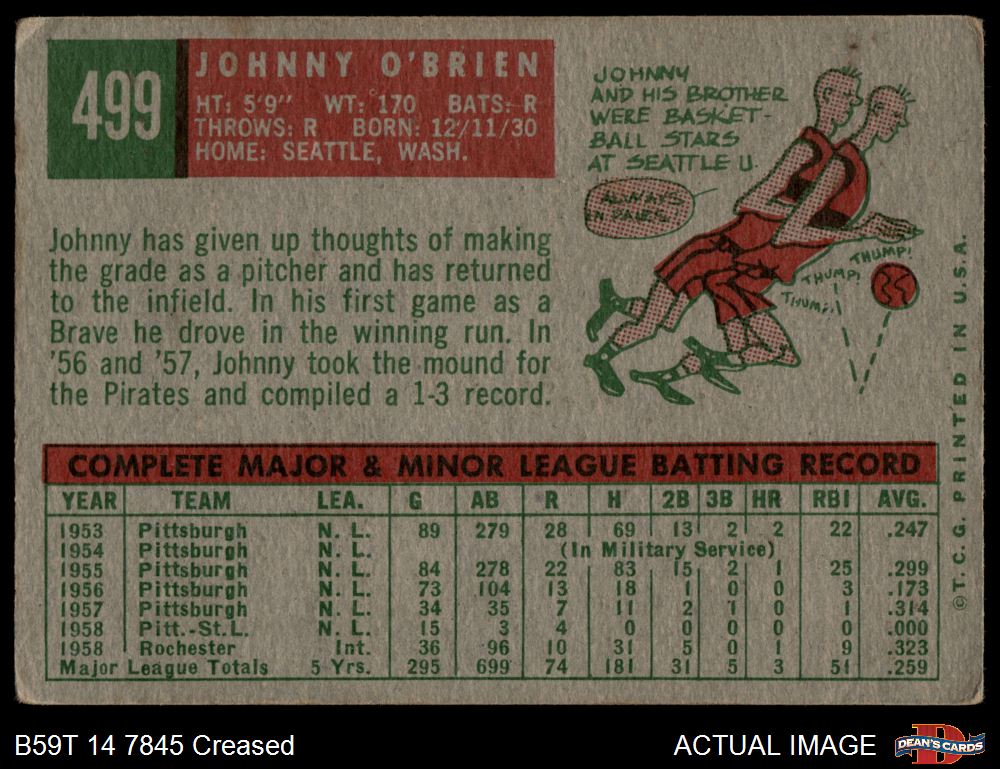 499
JOHNNY O'BRIEN
HT: 5'9" WT: 170 BATS: R
THROWS: R BORN: 12/11/30
HOME: SEATTLE, WASH.
JOHNNY
AND HIS BROTHER
WERE BASKET-
BALL STARS
AT SEATTLE U.
ALWAYS
IN PAIRS.
THUMP!
THUMP!
THUMP!
Johnny has given up thoughts of making
the grade as a pitcher and has returned
to the infield. In his first game as a
Brave he drove in the winning run. In
'56 and '57, Johnny took the mound for
the Pirates and compiled a 1-3 record.
COMPLETE MAJOR & MINOR LEAGUE BATTING RECORD
YEAR TEAM LEA. G AB R H 2B 3B HR RBI AVG.
1953 Pittsburgh N. L. 89 279 28 69 13 2 2 22 .247
1954 Pittsburgh N. L. (In Military Service)
1955 Pittsburgh N. L. 84 278 22 83 15 2 1 25 .299
1956 Pittsburgh N. L. 73 104 13 18 1 0 0 3 .173
1957 Pittsburgh N. L. 34 35 7 11 2 1 0 1 .314
1958 Pitt.-St.L. N. L. 15 3 4 0 0 0 0 0 .000
1958 Rochester Int. 36 96 10 31 5 0 1 9 .323
Major League Totals 5 Yrs. 295 699 74 181 31 5 3 51 .259
©T. C. G. PRINTED IN U.S.A.
B59T 14 7845 Creased
ACTUAL IMAGE
DEAN'S CARDS